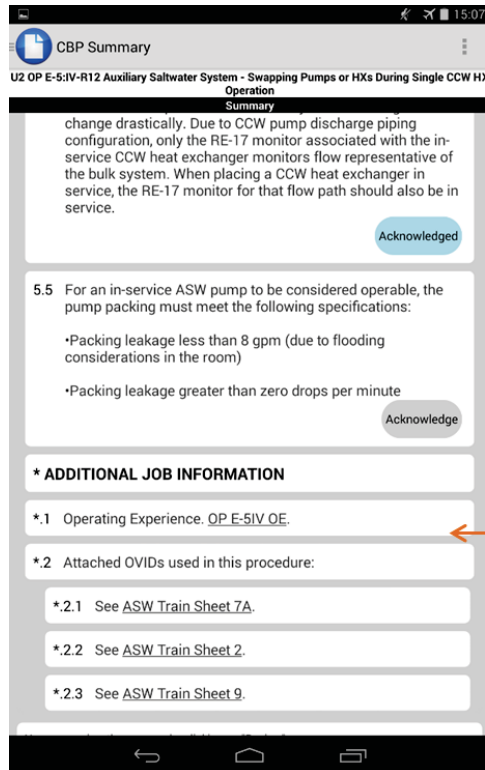 15:07
CBP Summary
U2 OP E-5:IV-R12 Auxiliary Saltwater System - Swapping Pumps or HXs During Single CCW HX
Operation
Summary
change drastically. Due to CCW pump discharge piping
configuration, only the RE-17 monitor associated with the in-
service CCW heat exchanger monitors flow representative of
the bulk system. When placing a CCW heat exchanger in
service, the RE-17 monitor for that flow path should also be in
service.
Acknowledged
5.5 For an in-service ASW pump to be considered operable, the
pump packing must meet the following specifications:
•Packing leakage less than 8 gpm (due to flooding
considerations in the room)
•Packing leakage greater than zero drops per minute
Acknowledge
* ADDITIONAL JOB INFORMATION
*.1 Operating Experience. OP E-5IV OE.
*.2 Attached OVIDs used in this procedure:
*.2.1 See ASW Train Sheet 7A.
*.2.2 See ASW Train Sheet 2.
*.2.3 See ASW Train Sheet 9.